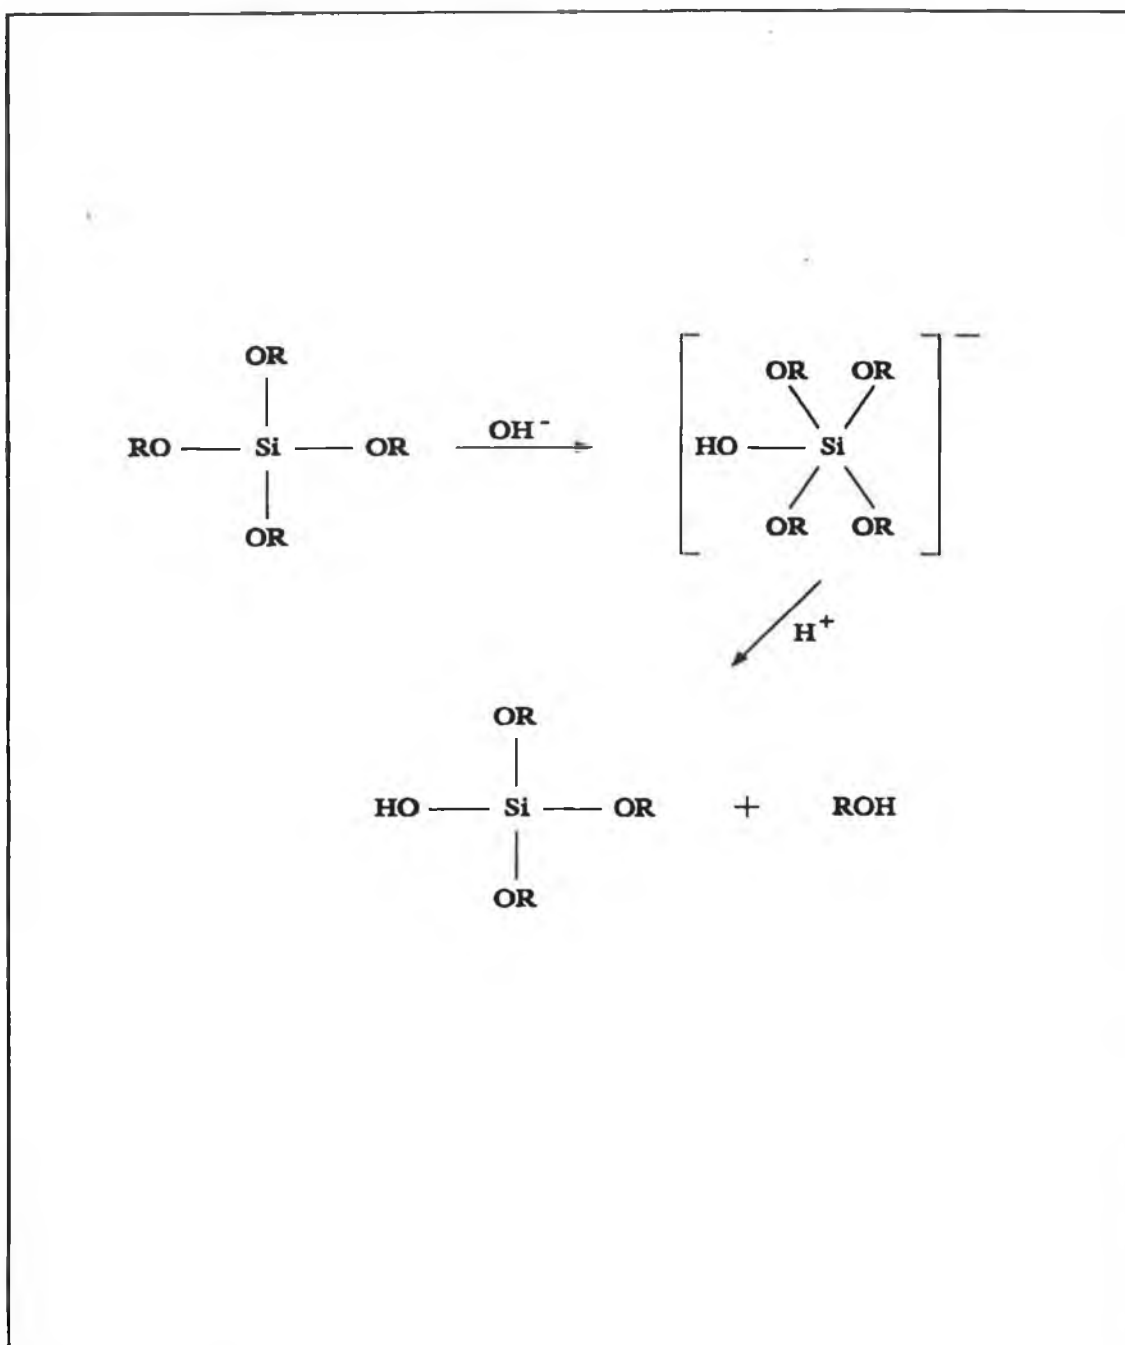 OR
RO Si OR
OR
OH⁻
OR OR
HO Si
OR OR
−
H⁺
OR
HO Si OR + ROH
OR